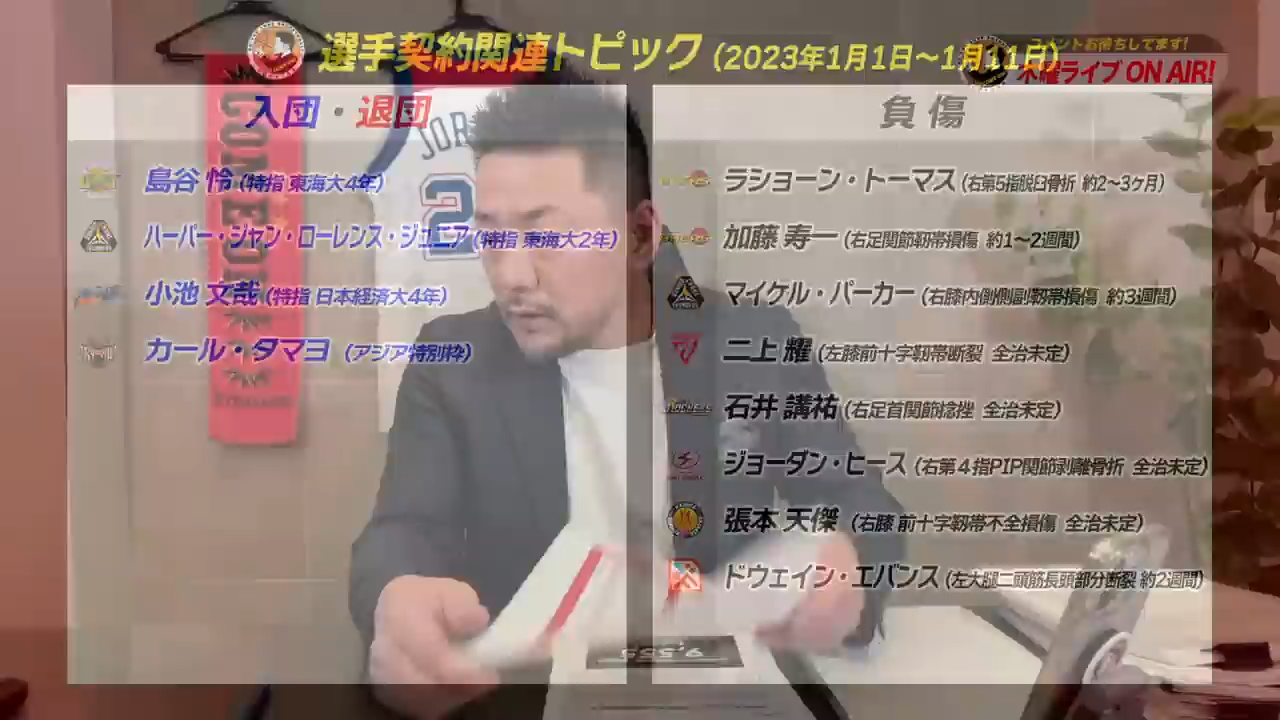 選手契約関連トピック (2023年1月1日～1月11日)
コメントお待ちしてます!
木曜ライブ ON AIR!
入団・退団
島谷 怜 (特指 東海大4年)
ハーパー・ジャン・ローレンス・ジュニア (特指 東海大2年)
小池 文哉 (特指 日本経済大4年)
カール・タマヨ (アジア特別枠)
負傷
ラショーン・トーマス (右第5指脱臼骨折 約2～3ヶ月)
加藤 寿一 (右足関節靭帯損傷 約1～2週間)
マイケル・パーカー (右膝内側側副靭帯損傷 約3週間)
二上 耀 (左膝前十字靭帯断裂 全治未定)
石井 講祐 (右足首関節捻挫 全治未定)
ジョーダン・ヒース (右第4指PIP関節剥離骨折 全治未定)
張本 天傑 (右膝 前十字靭帯不全損傷 全治未定)
ドウェイン・エバンス (左大腿二頭筋長頭部分断裂 約2週間)
JOR
2
9,555